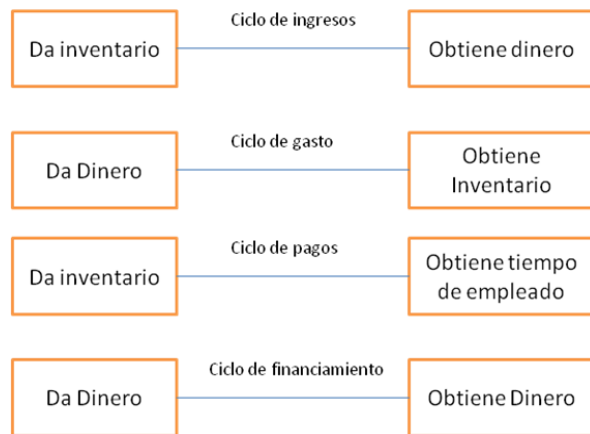 Ciclo de ingresos
Da inventario
Obtiene dinero
Ciclo de gasto
Da Dinero
Obtiene
Inventario
Ciclo de pagos
Da inventario
Obtiene tiempo
de empleado
Ciclo de financiamiento
Da Dinero
Obtiene Dinero